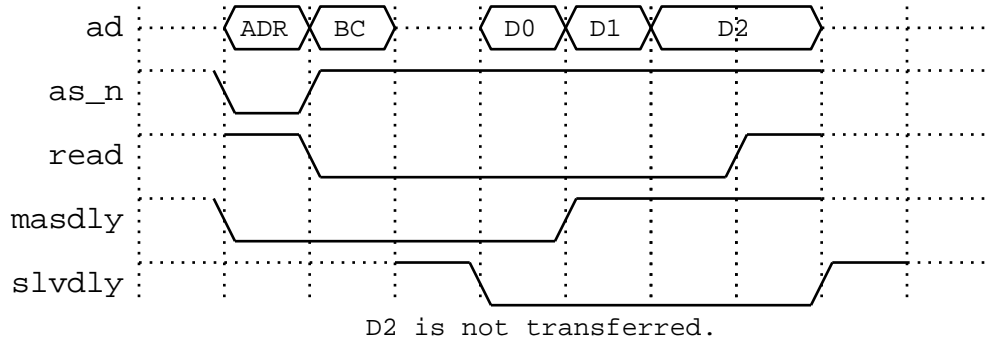 ad ADR BC D0 D1 D2
as_n
read
masdly
slvdly
D2 is not transferred.